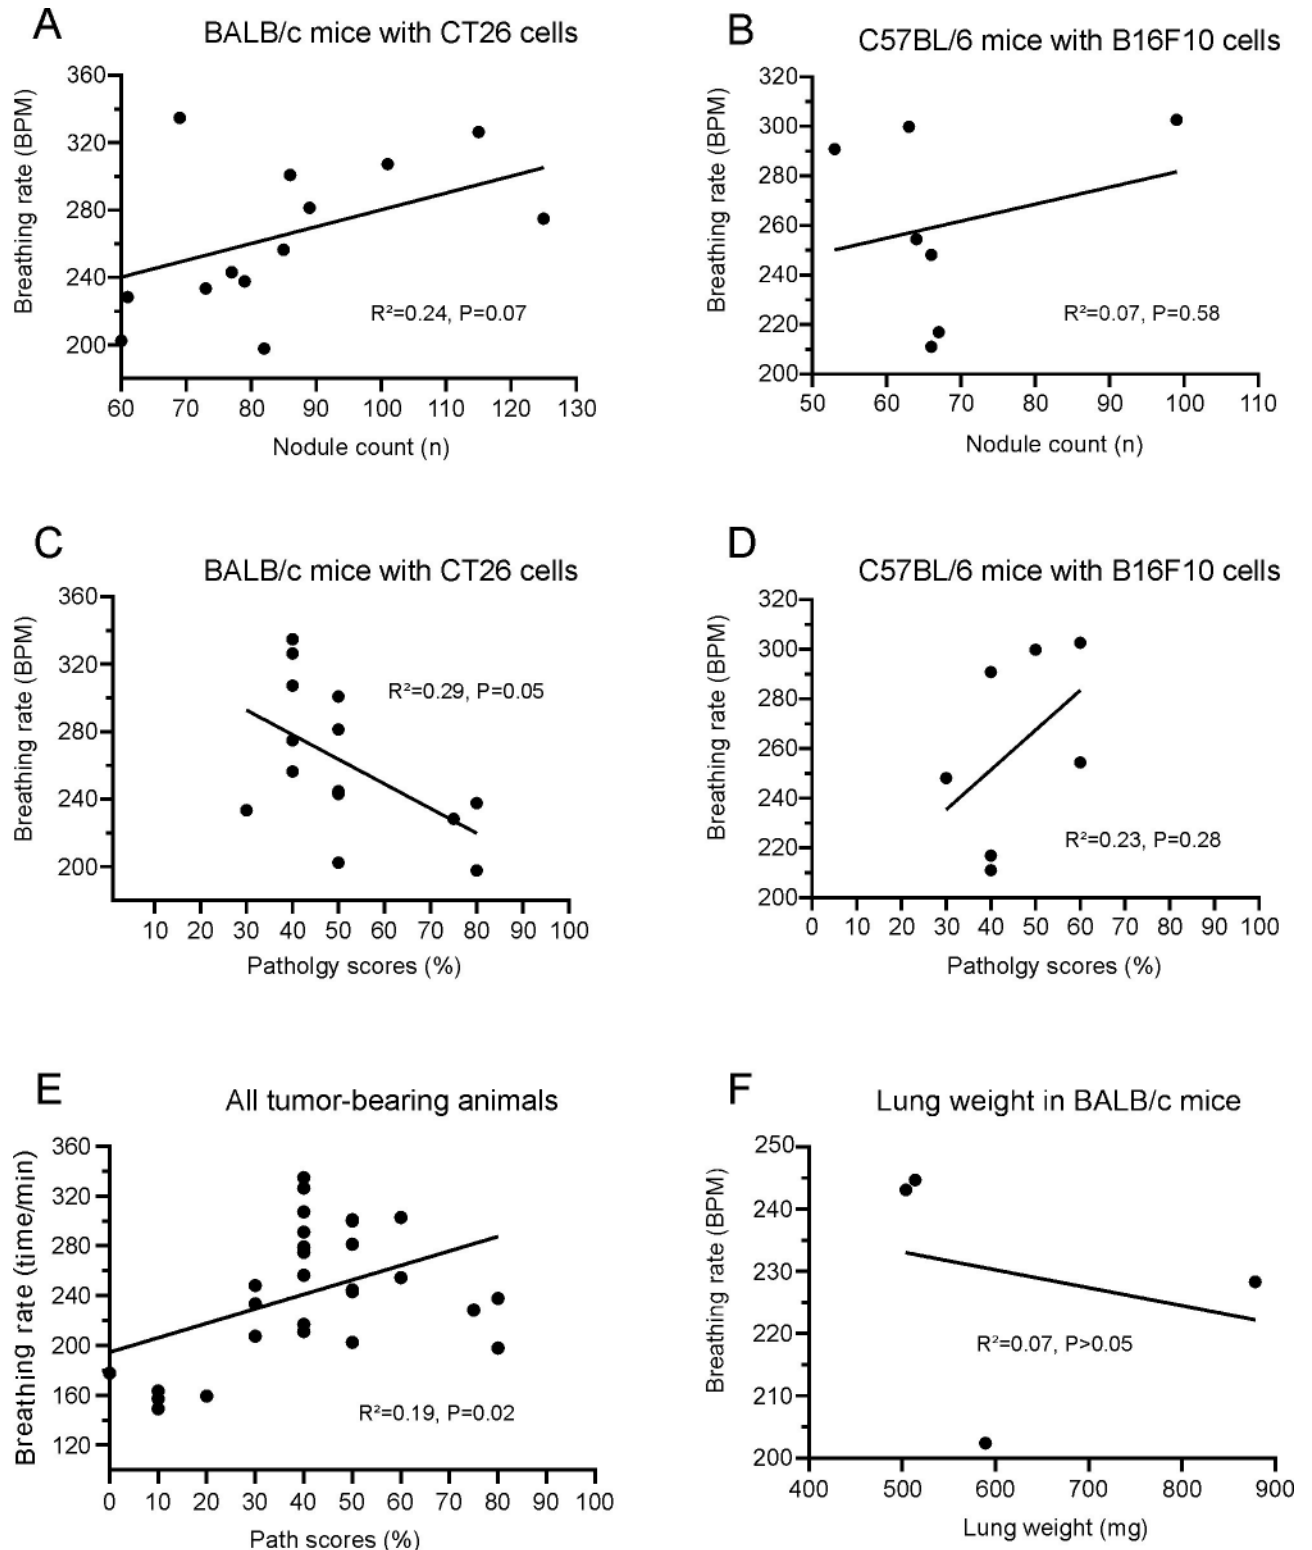 A
BALB/c mice with CT26 cells
Breathing rate (BPM)
360
320
280
240
200
R²=0.24, P=0.07
60 70 80 90 100 110 120 130
Nodule count (n)
B
C57BL/6 mice with B16F10 cells
Breathing rate (BPM)
320
300
280
260
240
220
200
R²=0.07, P=0.58
50 60 70 80 90 100 110
Nodule count (n)
C
BALB/c mice with CT26 cells
Breathing rate (BPM)
360
320
280
240
200
R²=0.29, P=0.05
10 20 30 40 50 60 70 80 90 100
Patholgy scores (%)
D
C57BL/6 mice with B16F10 cells
Breathing rate (BPM)
320
300
280
260
240
220
200
R²=0.23, P=0.28
0 10 20 30 40 50 60 70 80 90 100
Patholgy scores (%)
E
All tumor-bearing animals
Breathing rate (time/min)
360
320
280
240
200
160
120
R²=0.19, P=0.02
0 10 20 30 40 50 60 70 80 90 100
Path scores (%)
F
Lung weight in BALB/c mice
Breathing rate (BPM)
250
240
230
220
210
200
R²=0.07, P>0.05
400 500 600 700 800 900
Lung weight (mg)